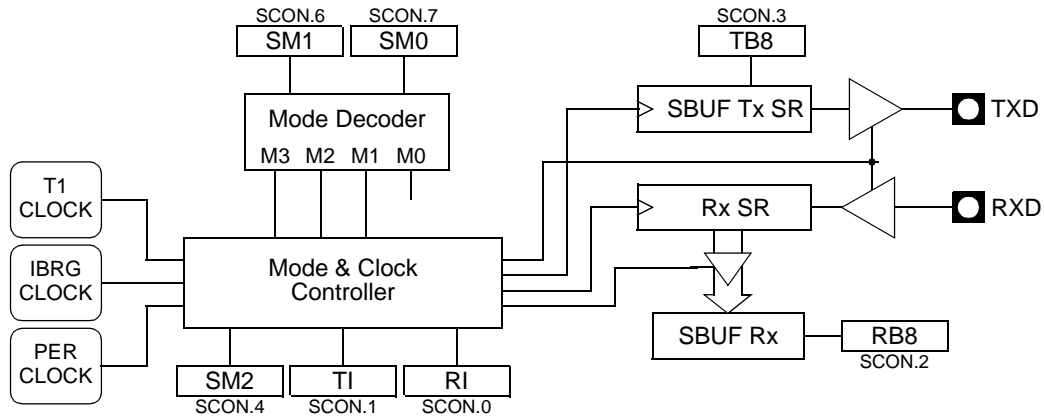 SCON.6
SCON.7
SCON.3
SM1
SM0
TB8
Mode Decoder
M3 M2 M1 M0
SBUF Tx SR
TXD
T1
CLOCK
Rx SR
RXD
IBRG
CLOCK
Mode & Clock
Controller
PER
CLOCK
SBUF Rx
RB8
SCON.2
SM2
TI
RI
SCON.4
SCON.1
SCON.0